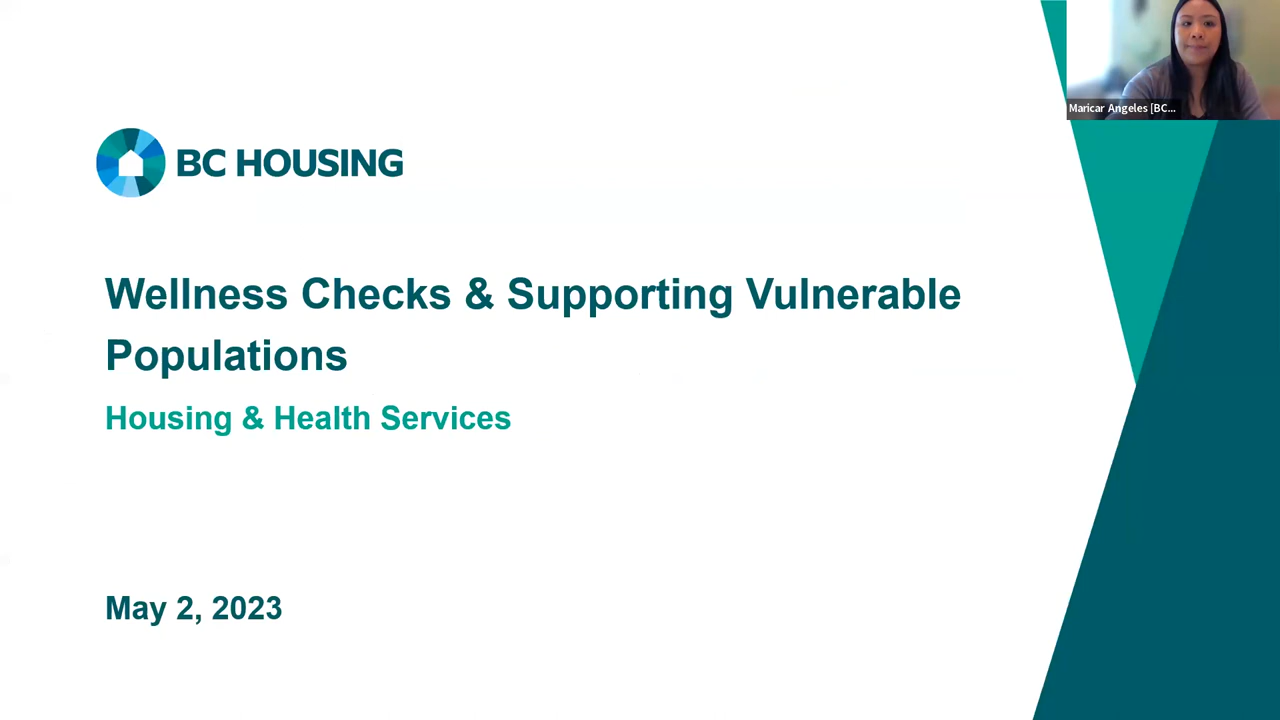 Maricar Angeles [BC...
BC HOUSING
Wellness Checks & Supporting Vulnerable
Populations
Housing & Health Services
May 2, 2023